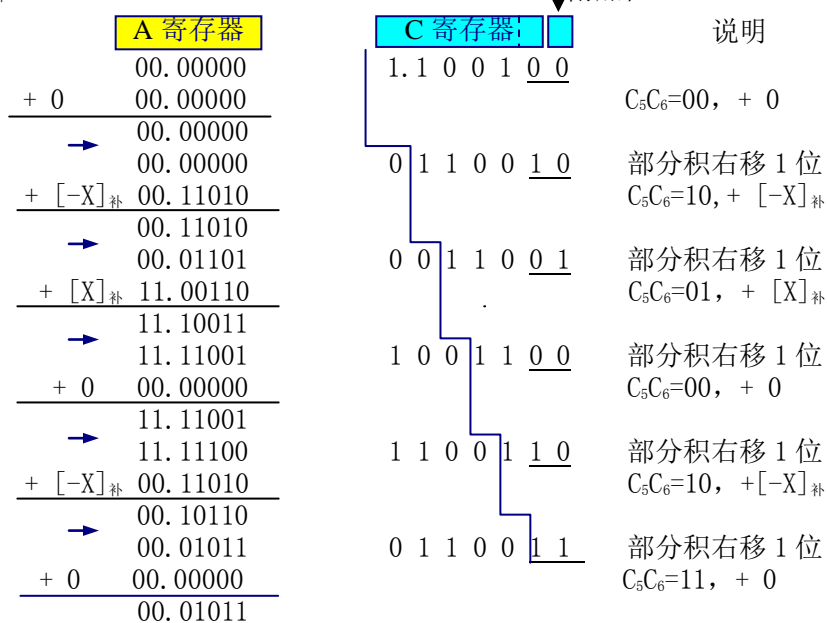 A 寄存器 C 寄存器 说明
00.00000 1.1 0 0 1 0 0
+ 0 00.00000 C₅C₆=00, + 0
00.00000
00.00000 0 1 1 0 0 1 0 部分积右移 1 位
+ [-X]补 00.11010 C₅C₆=10,+ [-X]补
00.11010
00.01101 0 0 1 1 0 0 1 部分积右移 1 位
+ [X]补 11.00110 C₅C₆=01, + [X]补
11.10011
11.11001 1 0 0 1 1 0 0 部分积右移 1 位
+ 0 00.00000 C₅C₆=00, + 0
11.11001
11.11100 1 1 0 0 1 1 0 部分积右移 1 位
+ [-X]补 00.11010 C₅C₆=10, +[-X]补
00.10110
00.01011 0 1 1 0 0 1 1 部分积右移 1 位
+ 0 00.00000 C₅C₆=11, + 0
00.01011